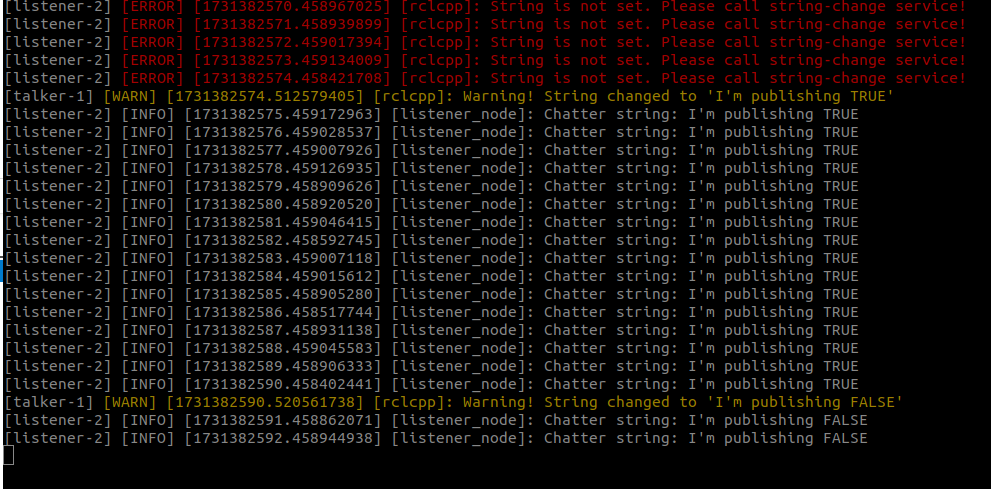 [listener-2] [ERROR] [1731382570.458967025] [rclcpp]: String is not set. Please call string-change service!
[listener-2] [ERROR] [1731382571.458939899] [rclcpp]: String is not set. Please call string-change service!
[listener-2] [ERROR] [1731382572.459017394] [rclcpp]: String is not set. Please call string-change service!
[listener-2] [ERROR] [1731382573.459134009] [rclcpp]: String is not set. Please call string-change service!
[listener-2] [ERROR] [1731382574.458421708] [rclcpp]: String is not set. Please call string-change service!
[talker-1] [WARN] [1731382574.512579405] [rclcpp]: Warning! String changed to 'I'm publishing TRUE'
[listener-2] [INFO] [1731382575.459172963] [listener_node]: Chatter string: I'm publishing TRUE
[listener-2] [INFO] [1731382576.459028537] [listener_node]: Chatter string: I'm publishing TRUE
[listener-2] [INFO] [1731382577.459007926] [listener_node]: Chatter string: I'm publishing TRUE
[listener-2] [INFO] [1731382578.459126935] [listener_node]: Chatter string: I'm publishing TRUE
[listener-2] [INFO] [1731382579.458909626] [listener_node]: Chatter string: I'm publishing TRUE
[listener-2] [INFO] [1731382580.458920520] [listener_node]: Chatter string: I'm publishing TRUE
[listener-2] [INFO] [1731382581.459046415] [listener_node]: Chatter string: I'm publishing TRUE
[listener-2] [INFO] [1731382582.458592745] [listener_node]: Chatter string: I'm publishing TRUE
[listener-2] [INFO] [1731382583.459007118] [listener_node]: Chatter string: I'm publishing TRUE
[listener-2] [INFO] [1731382584.459015612] [listener_node]: Chatter string: I'm publishing TRUE
[listener-2] [INFO] [1731382585.458905280] [listener_node]: Chatter string: I'm publishing TRUE
[listener-2] [INFO] [1731382586.458517744] [listener_node]: Chatter string: I'm publishing TRUE
[listener-2] [INFO] [1731382587.458931138] [listener_node]: Chatter string: I'm publishing TRUE
[listener-2] [INFO] [1731382588.459045583] [listener_node]: Chatter string: I'm publishing TRUE
[listener-2] [INFO] [1731382589.458906333] [listener_node]: Chatter string: I'm publishing TRUE
[listener-2] [INFO] [1731382590.458402441] [listener_node]: Chatter string: I'm publishing TRUE
[talker-1] [WARN] [1731382590.520561738] [rclcpp]: Warning! String changed to 'I'm publishing FALSE'
[listener-2] [INFO] [1731382591.458862071] [listener_node]: Chatter string: I'm publishing FALSE
[listener-2] [INFO] [1731382592.458944938] [listener_node]: Chatter string: I'm publishing FALSE